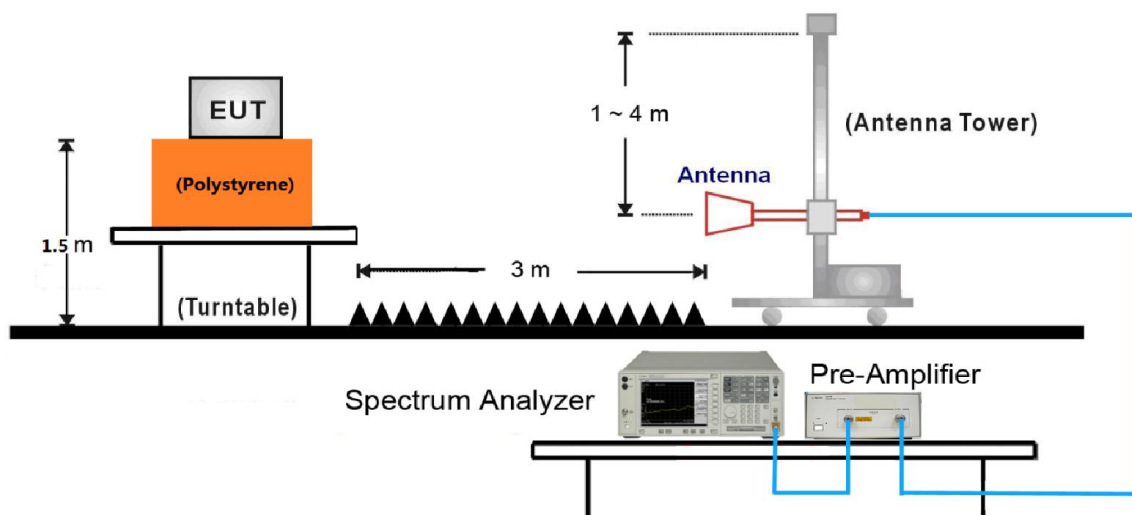 EUT
(Polystyrene)
1.5 m
(Turntable)
3 m
1 ~ 4 m
(Antenna Tower)
Antenna
Spectrum Analyzer
Pre-Amplifier